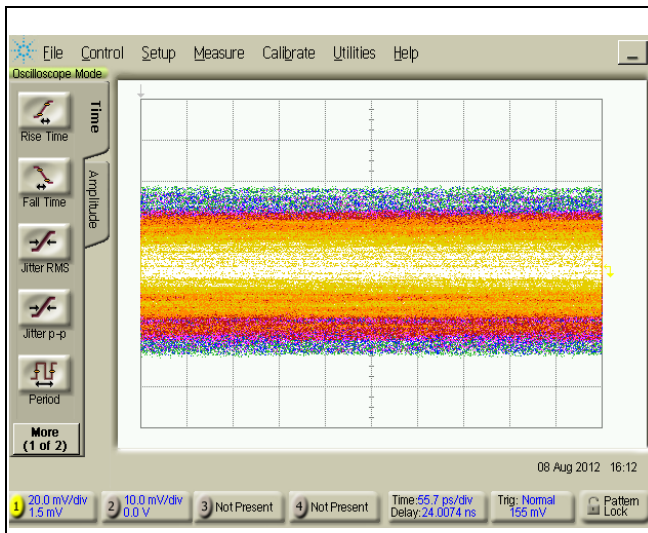 File Control Setup Measure Calibrate Utilities Help
Oscilloscope Mode
Time
Amplitude
Rise Time
Fall Time
Jitter RMS
Jitter p-p
Period
More
(1 of 2)
08 Aug 2012 16:12
1 20.0 mV/div
1.5 mV
2 10.0 mV/div
0.0 V
3 Not Present
4 Not Present
Time:55.7 ps/div
Delay:24.0074 ns
Trig: Normal
155 mV
Pattern
Lock